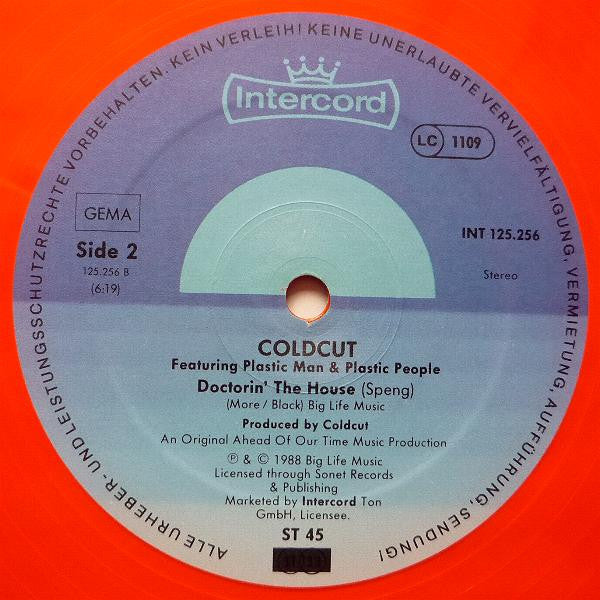 ALLE URHEBER- UND LEISTUNGSSCHUTZRECHTE VORBEHALTEN. KEIN VERLEIH! KEINE UNERLAUBTE VERVIELFÄLTIGUNG, VERMIETUNG, AUFFÜHRUNG, SENDUNG!
Intercord
LC 1109
GEMA
Side 2
125.256 B
(6:19)
INT 125.256
Stereo
COLDCUT
Featuring Plastic Man & Plastic People
Doctorin' The House (Speng)
(More / Black) Big Life Music
Produced by Coldcut
An Original Ahead Of Our Time Music Production
℗ & © 1988 Big Life Music
Licensed through Sonet Records
& Publishing
Marketed by Intercord Ton
GmbH, Licensee.
ST 45